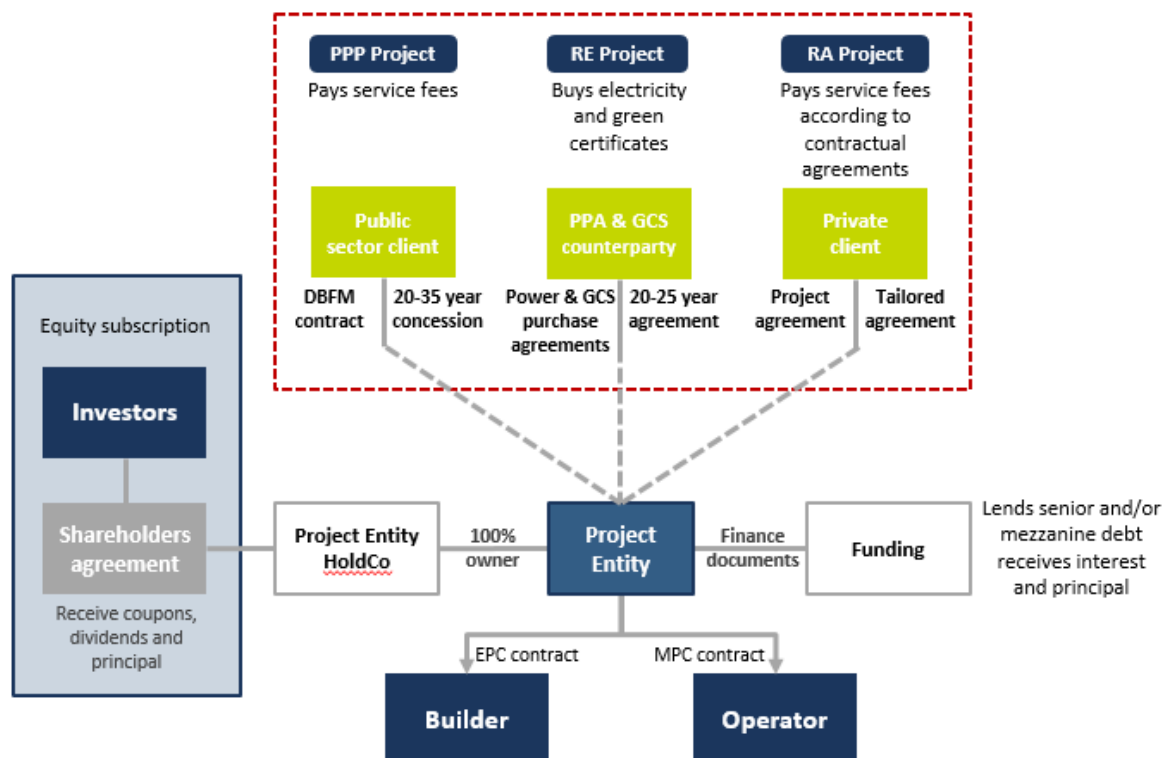 PPP Project
Pays service fees
RE Project
Buys electricity
and green
certificates
RA Project
Pays service fees
according to
contractual
agreements
Public
sector client
PPA & GCS
counterparty
Private
client
DBFM
contract
20-35 year
concession
Power & GCS
purchase
agreements
20-25 year
agreement
Project
agreement
Tailored
agreement
Equity subscription
Investors
Shareholders
agreement
Receive coupons,
dividends and
principal
Project Entity
HoldCo
100%
owner
Project
Entity
Finance
documents
Funding
Lends senior and/or
mezzanine debt
receives interest
and principal
EPC contract
MPC contract
Builder
Operator